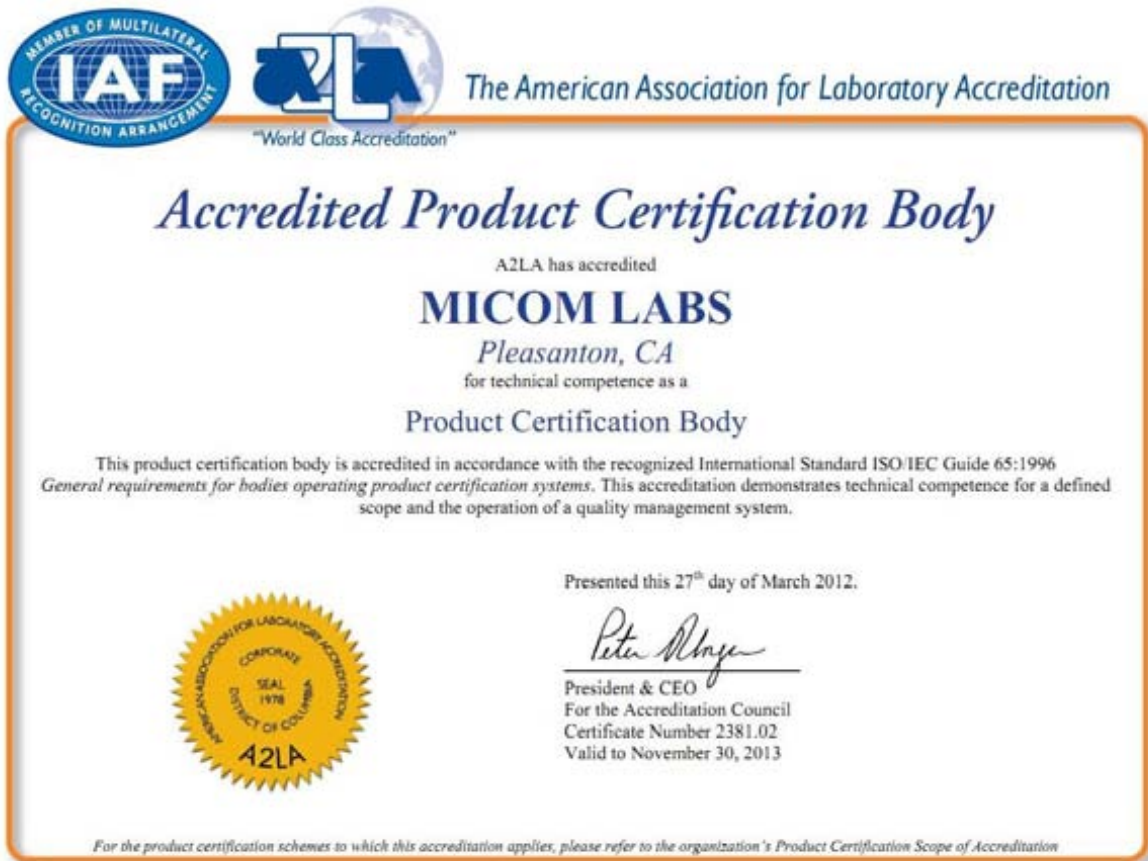 MEMBER OF MULTILATERAL
IAF
RECOGNITION ARRANGEMENT
A2LA
"World Class Accreditation"
The American Association for Laboratory Accreditation
Accredited Product Certification Body
A2LA has accredited
MICOM LABS
Pleasanton, CA
for technical competence as a
Product Certification Body
This product certification body is accredited in accordance with the recognized International Standard ISO/IEC Guide 65:1996
General requirements for bodies operating product certification systems. This accreditation demonstrates technical competence for a defined
scope and the operation of a quality management system.
Presented this 27th day of March 2012.
Peter
President & CEO
For the Accreditation Council
Certificate Number 2381.02
Valid to November 30, 2013
AMERICAN ASSOCIATION FOR LABORATORY ACCREDITATION
CORPORATE
SEAL
1978
DISTRICT OF COLUMBIA
A2LA
For the product certification schemes to which this accreditation applies, please refer to the organization's Product Certification Scope of Accreditation